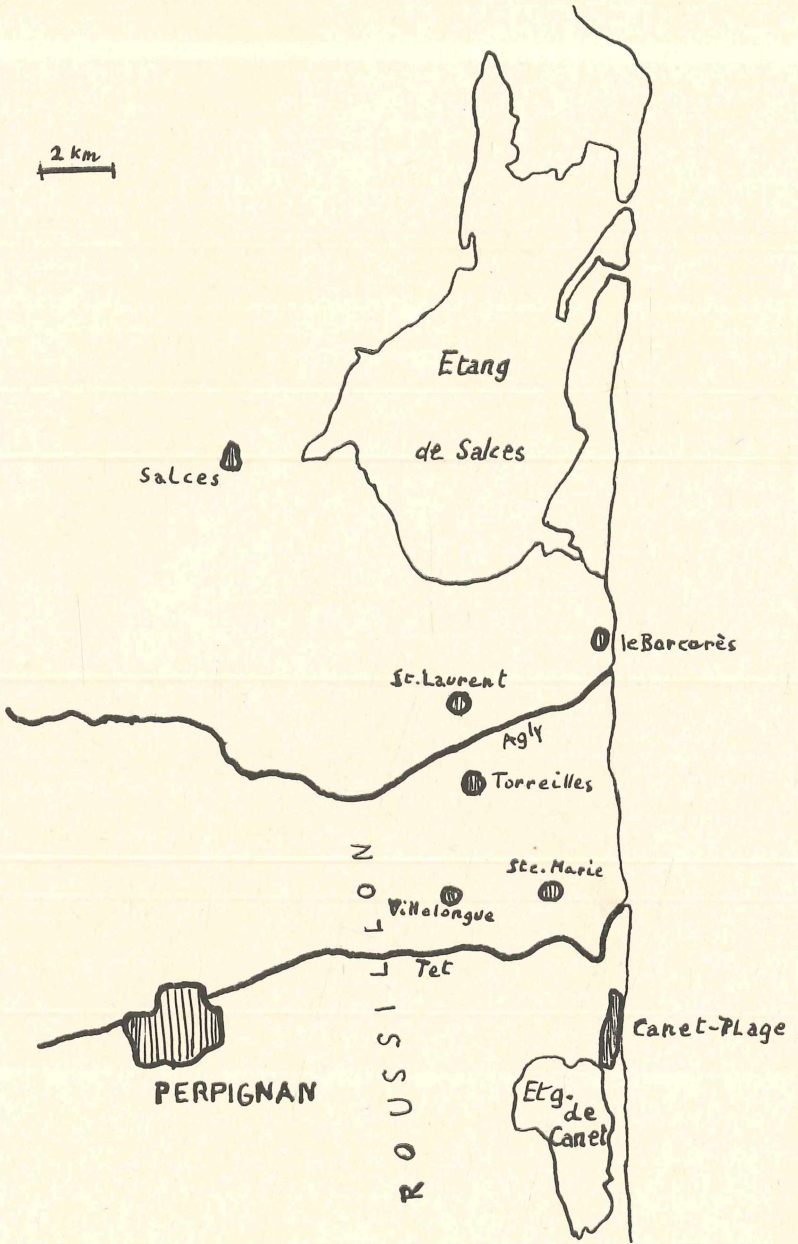 2 km
Etang
de Salces
Salces
le Barcarès
St. Laurent
Agly
Torreilles
Ste. Marie
Villelongue
Tet
ROUSSILLON
Canet-PLage
PERPIGNAN
Etg.
de
Canet